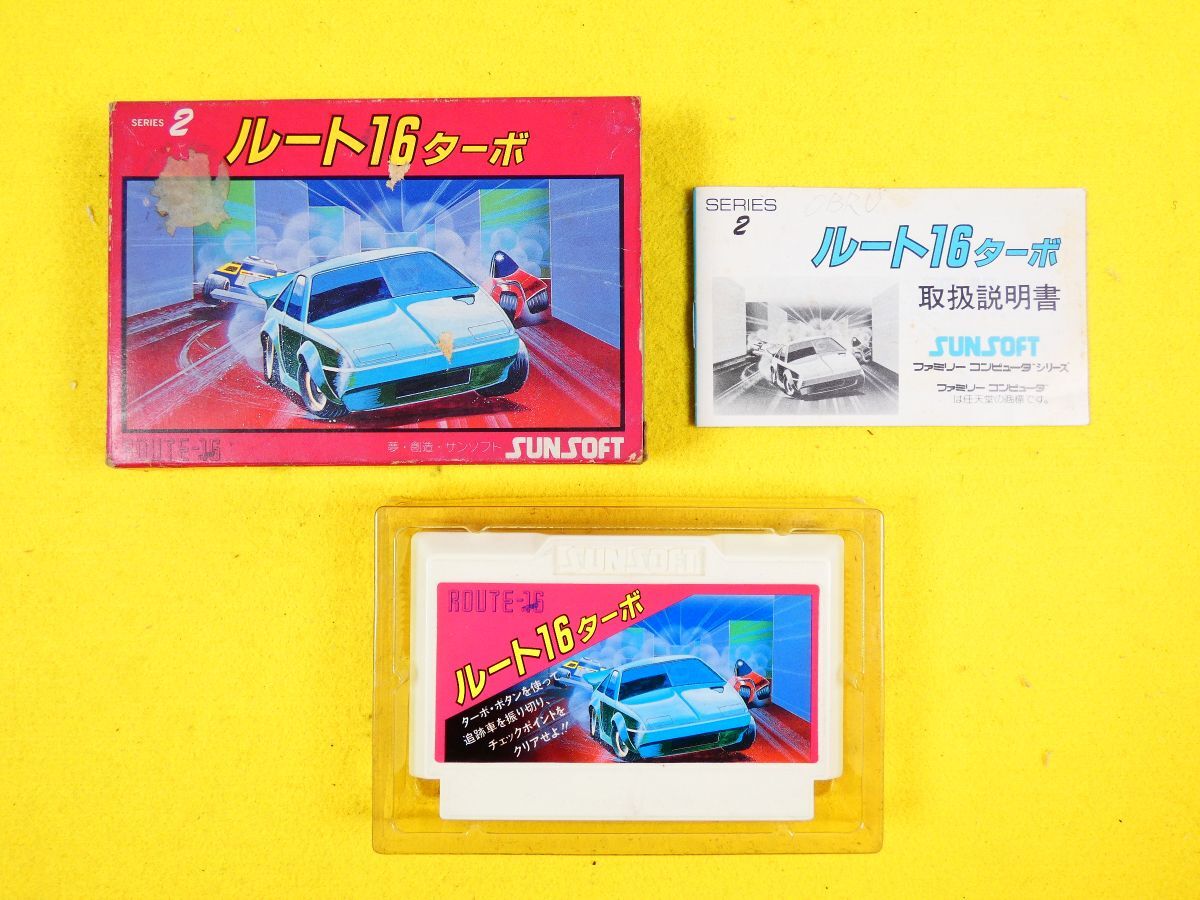 SERIES 2
ルート16ターボ
ROUTE-16
夢・創造・サンソフト SUNSOFT
SERIES
2
ルート16ターボ
取扱説明書
SUNSOFT
ファミリー コンピュータ™シリーズ
ファミリー コンピュータ™
は任天堂の商標です。
SUNSOFT
ROUTE-16
ルート16ターボ
ターボ・ボタンを使って
追跡車を振り切り、
チェックポイントを
クリアせよ!!